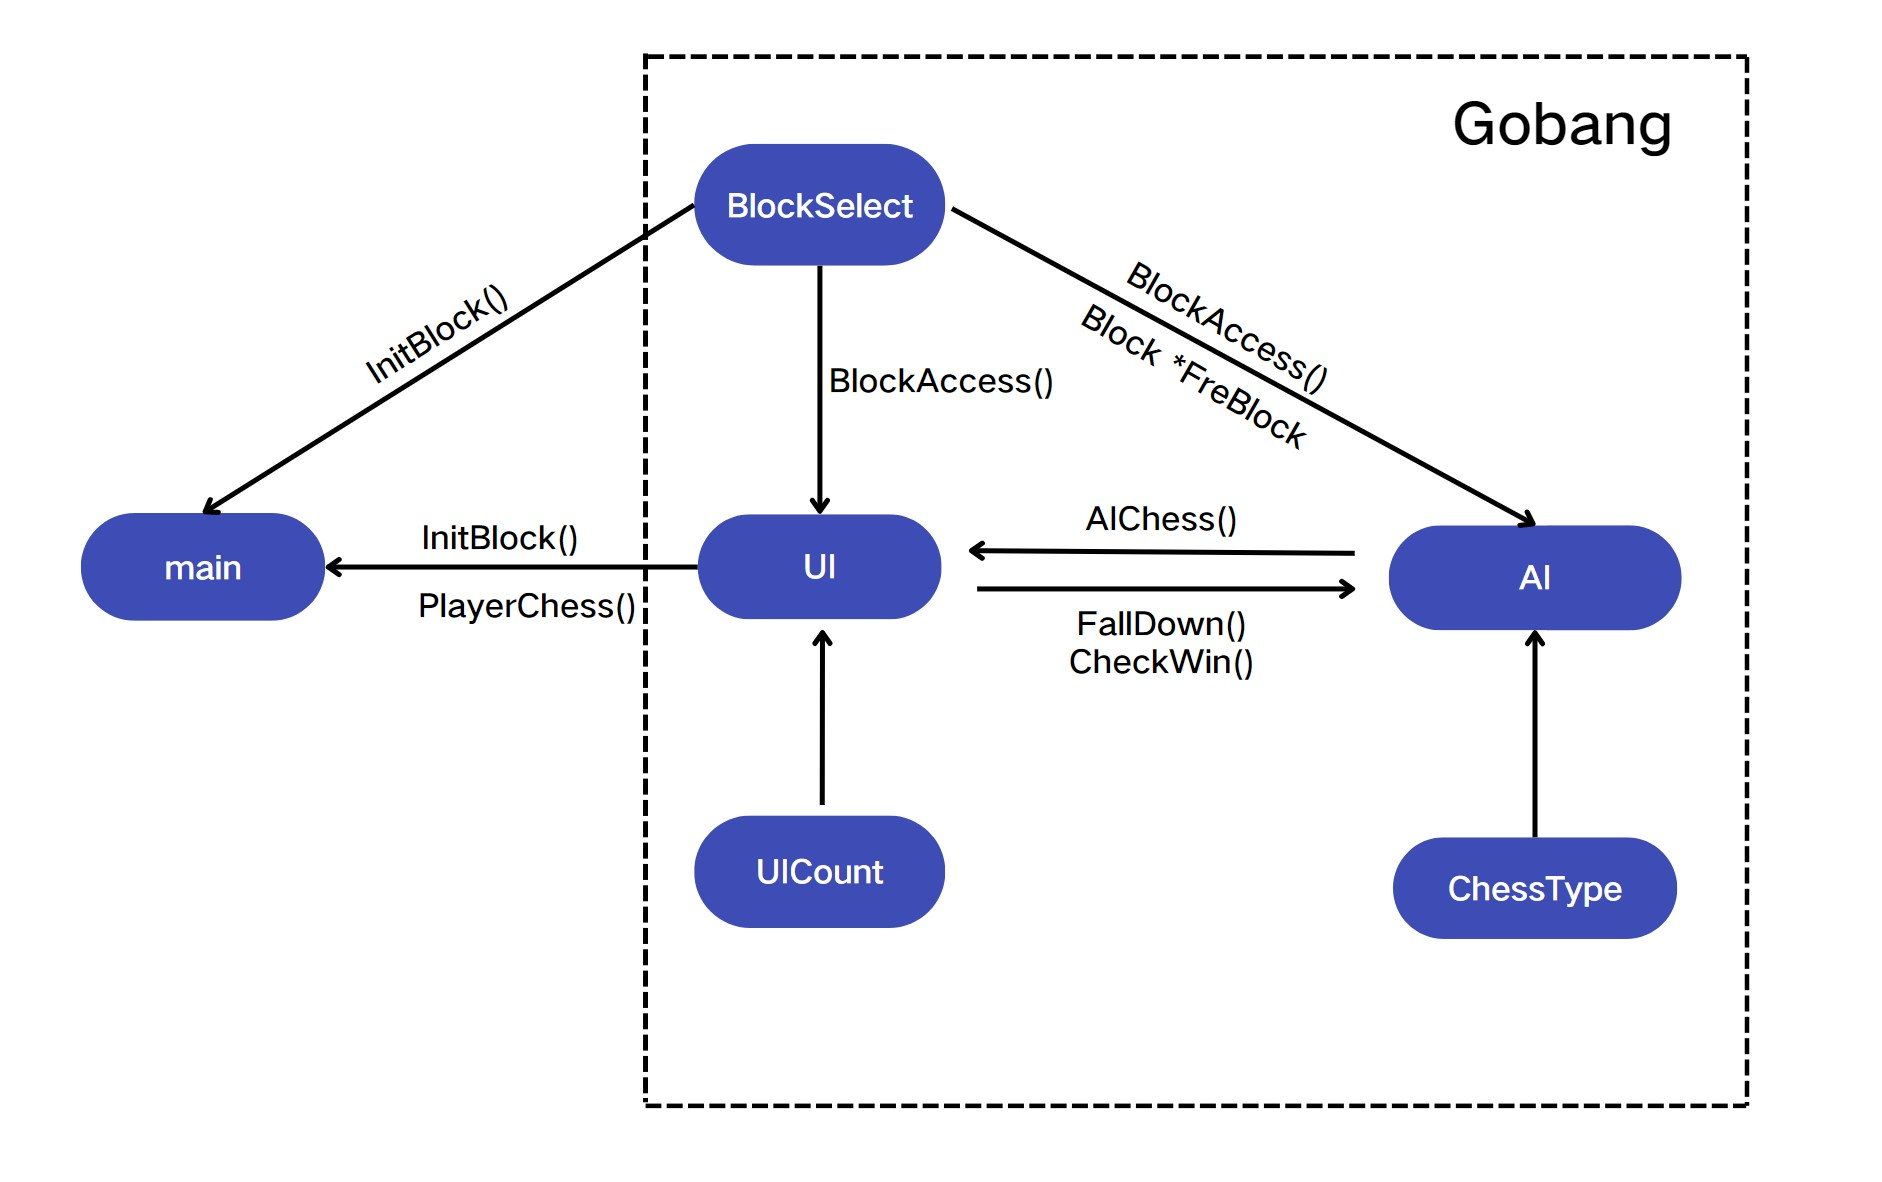 Gobang
BlockSelect
InitBlock()
BlockAccess()
BlockAccess()
Block *FreBlock
main
InitBlock()
PlayerChess()
UI
AIChess()
FallDown()
CheckWin()
AI
UICount
ChessType